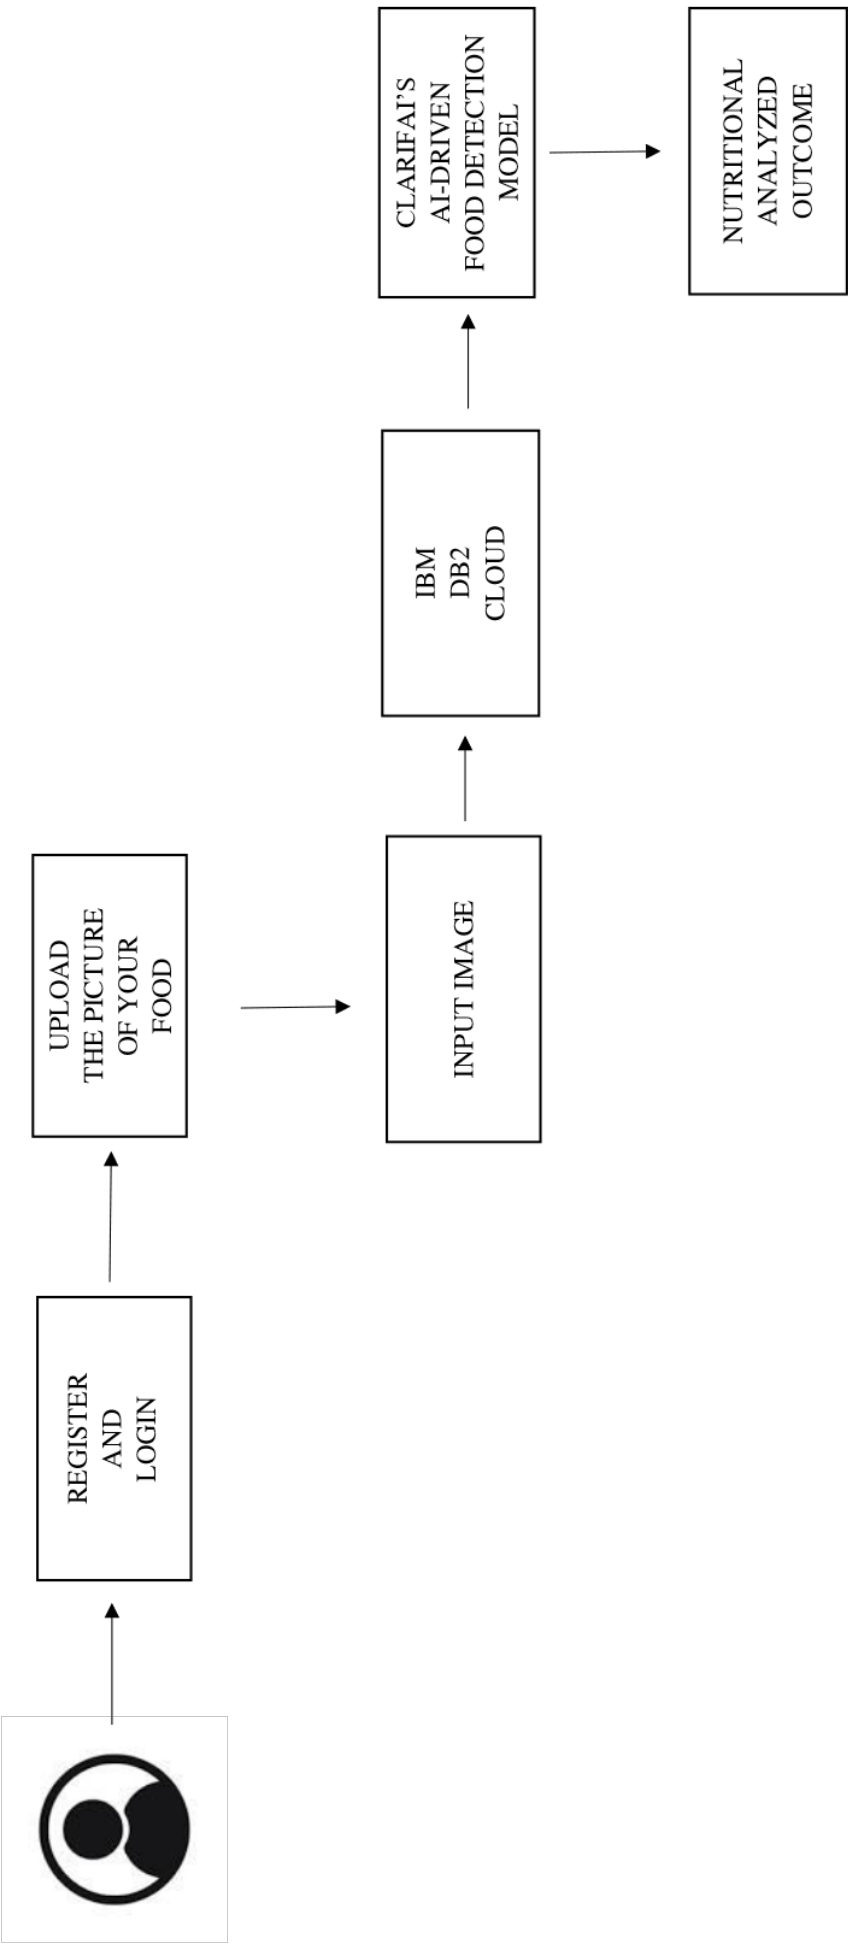 REGISTER
AND
LOGIN
UPLOAD
THE PICTURE
OF YOUR
FOOD
INPUT IMAGE
IBM
DB2
CLOUD
CLARIFAI'S
AI-DRIVEN
FOOD DETECTION
MODEL
NUTRITIONAL
ANALYZED
OUTCOME